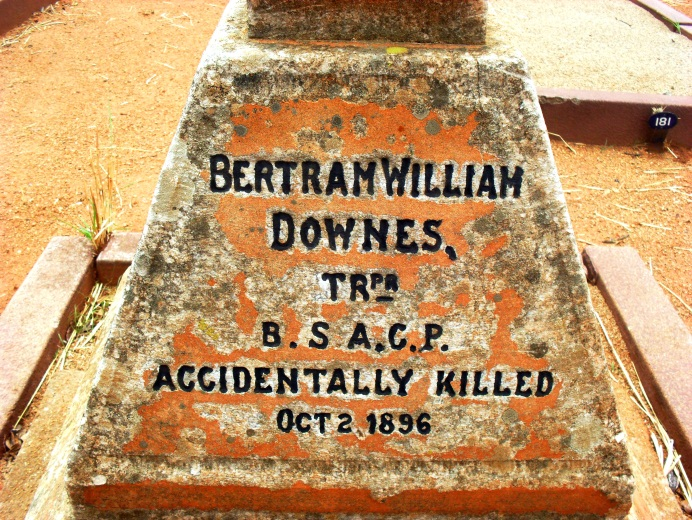 BERTRAM WILLIAM
DOWNES,
TRPR
B. S A. C. P.
ACCIDENTALLY KILLED
OCT 2. 1896
181